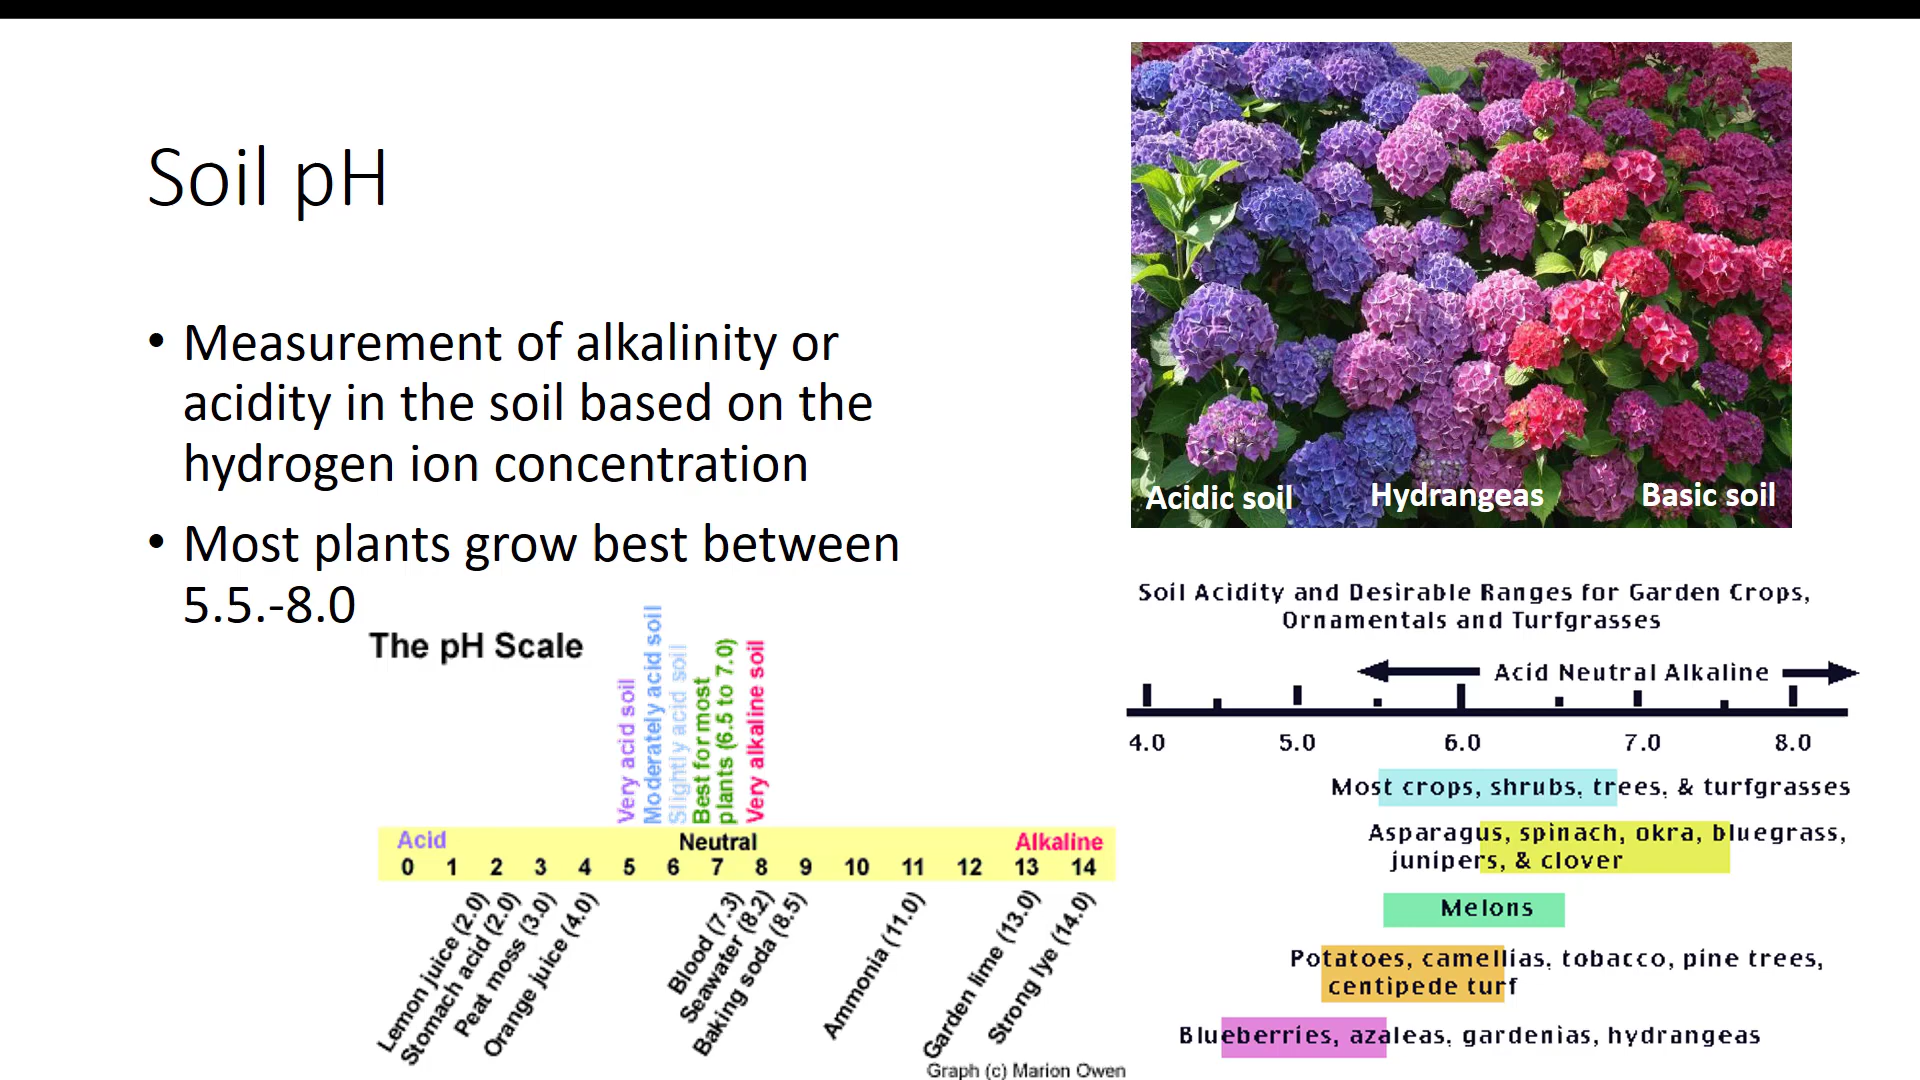 Soil pH
• Measurement of alkalinity or
acidity in the soil based on the
hydrogen ion concentration
• Most plants grow best between
5.5.-8.0
The pH Scale
Very acid soil
Moderately acid soil
Slightly acid soil
Best for most
plants (6.5 to 7.0)
Very alkaline soil
Acid Neutral Alkaline
0 1 2 3 4 5 6 7 8 9 10 11 12 13 14
Lemon juice (2.0)
Stomach acid (2.0)
Peat moss (3.0)
Orange juice (4.0)
Blood (7.3)
Seawater (8.2)
Baking soda (8.5)
Ammonia (11.0)
Garden lime (13.0)
Strong lye (14.0)
Graph (c) Marion Owen
Acidic soil Hydrangeas Basic soil
Soil Acidity and Desirable Ranges for Garden Crops,
Ornamentals and Turfgrasses
Acid Neutral Alkaline
4.0 5.0 6.0 7.0 8.0
Most crops, shrubs, trees, & turfgrasses
Asparagus, spinach, okra, bluegrass,
junipers, & clover
Melons
Potatoes, camellias, tobacco, pine trees,
centipede turf
Blueberries, azaleas, gardenias, hydrangeas